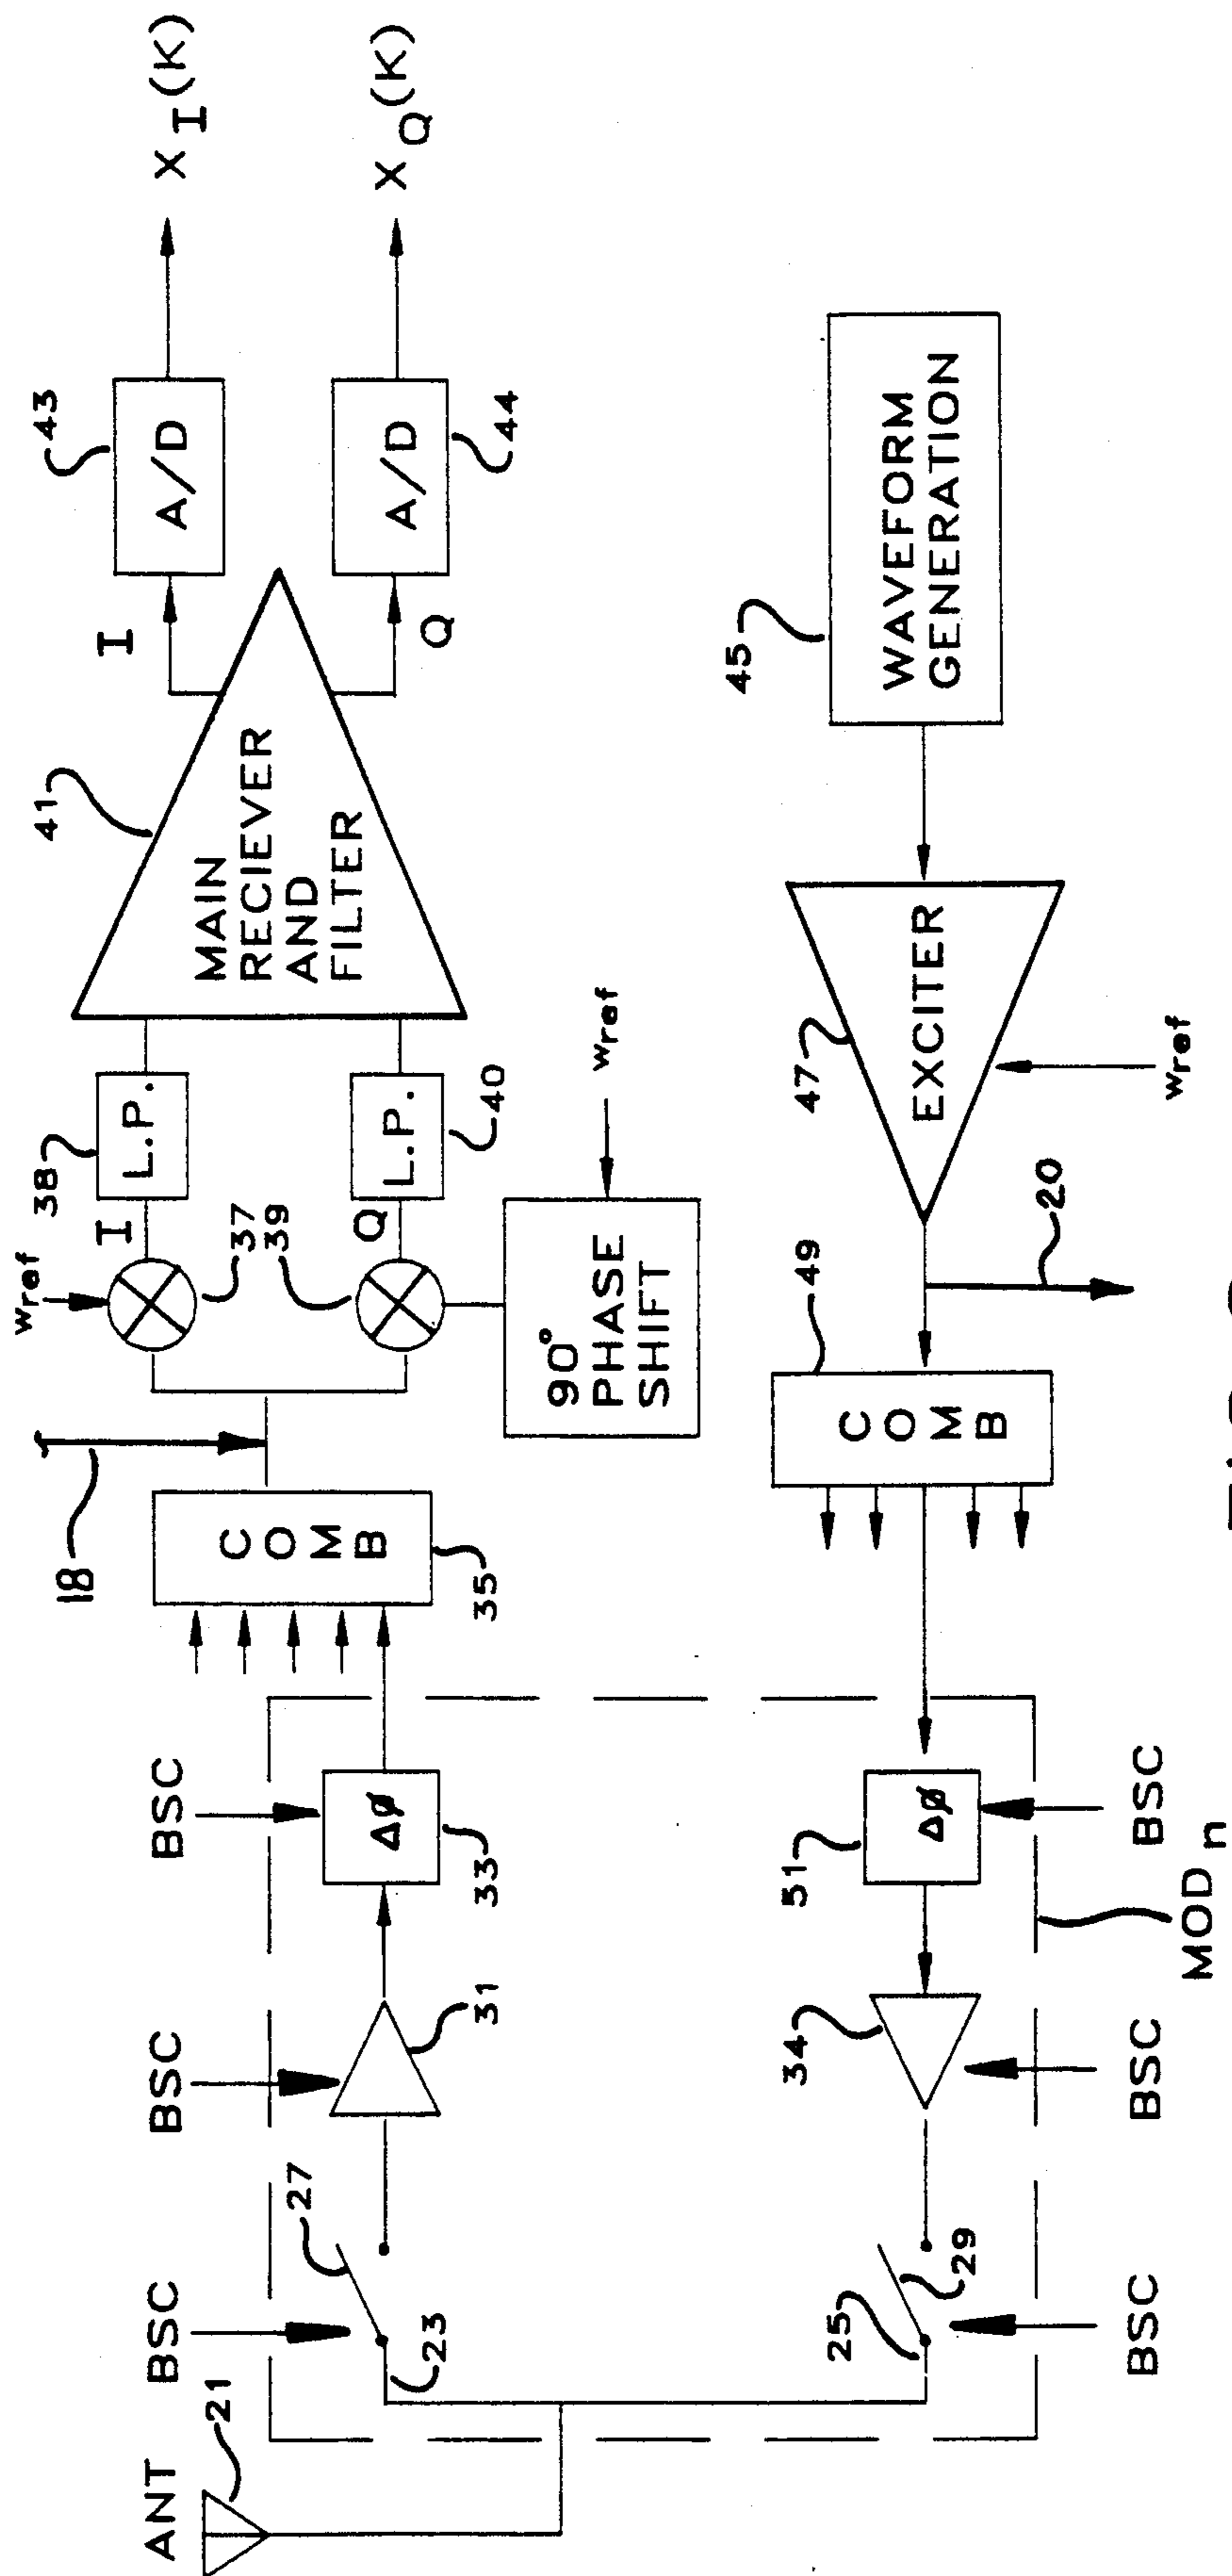 ANT
21
BSC
BSC
BSC
23
27
31
33
Δø
C
O
M
B
35
18
wref
I
37
39
Q
38
L.P.
L.P.
40
90°
PHASE
SHIFT
wref
41
MAIN
RECIEVER
AND
FILTER
I
Q
43
A/D
A/D
44
X I (K)
X Q (K)
25
29
34
51
Δø
BSC
BSC
BSC
MOD n
49
C
O
M
B
20
47
EXCITER
wref
45
WAVEFORM
GENERATION